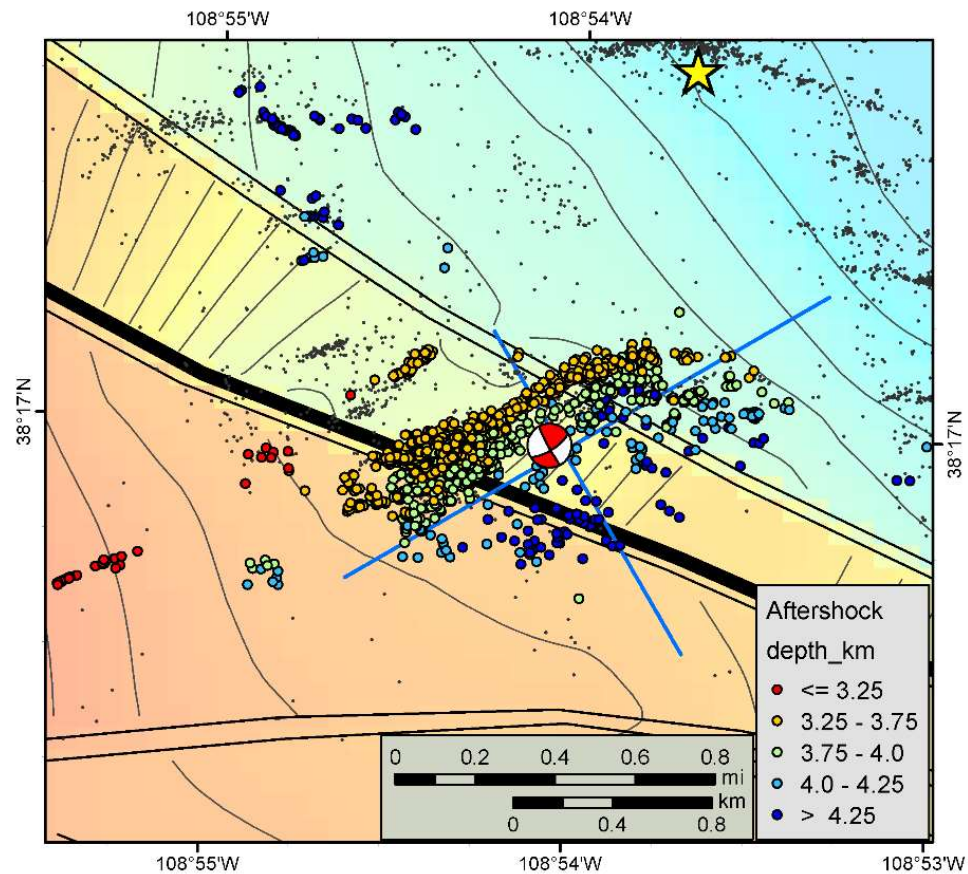 108°55'W 108°54'W
38°17'N
38°17'N
Aftershock
depth_km
<= 3.25
3.25 - 3.75
3.75 - 4.0
4.0 - 4.25
> 4.25
0 0.2 0.4 0.6 0.8
mi
km
0 0.4 0.8
108°55'W 108°54'W 108°53'W